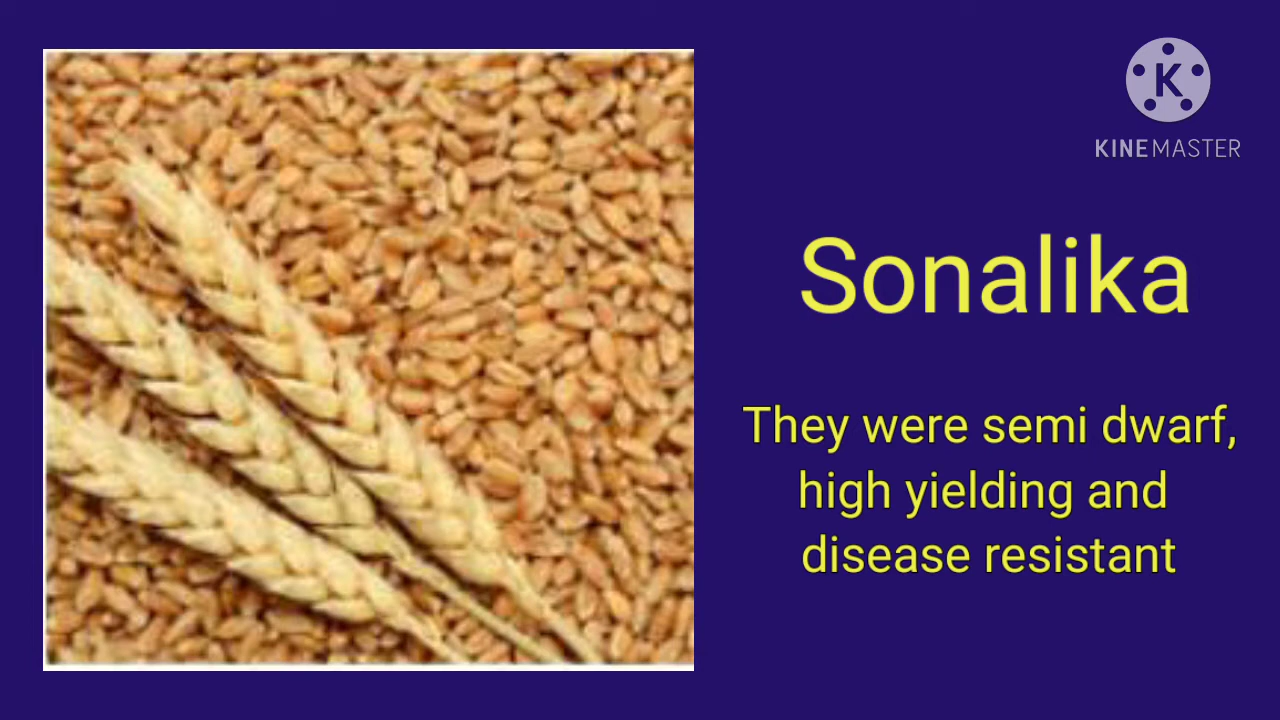 K
KINEMASTER
Sonalika
They were semi dwarf,
high yielding and
disease resistant